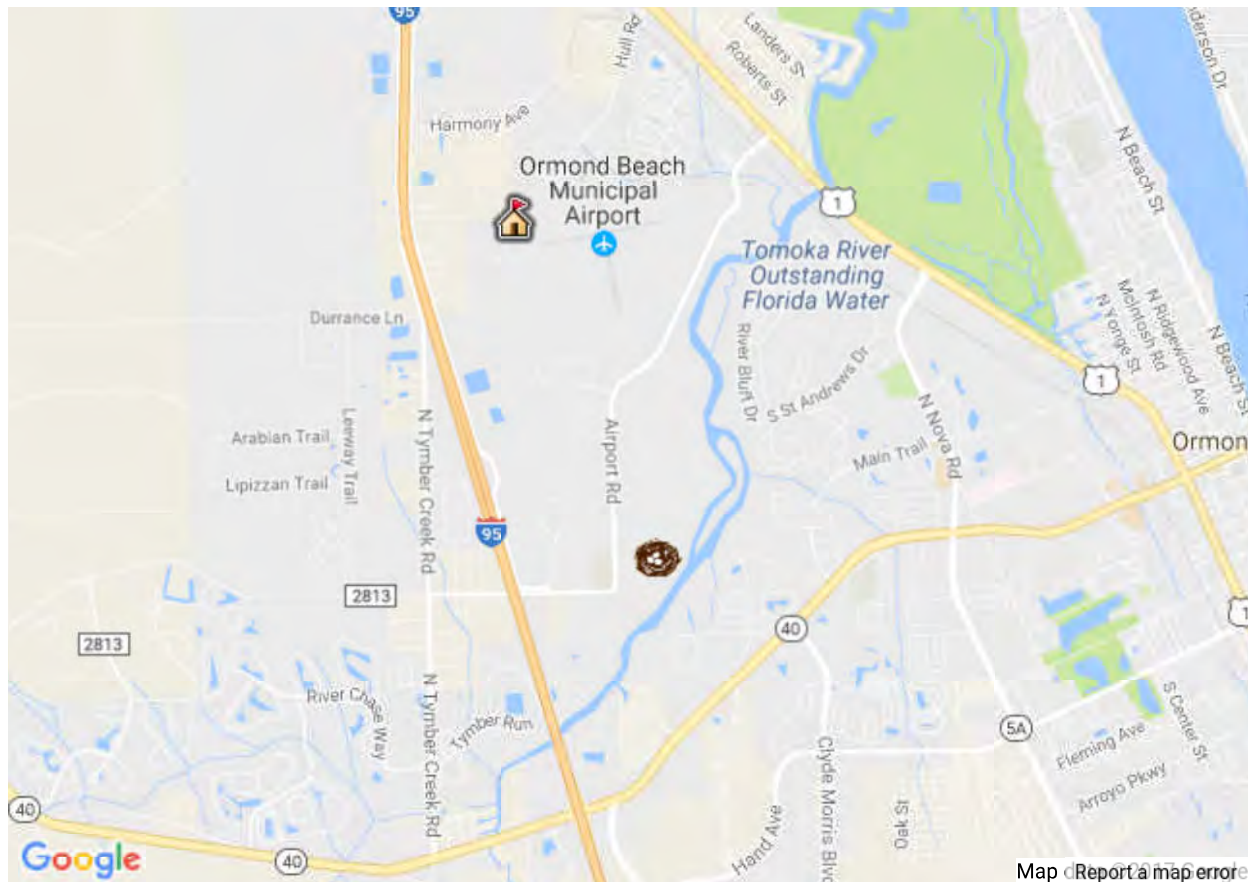 95
Hull Rd
Landers St
Roberts St
Harmony Ave
Ormond Beach
Municipal
Airport
N Beach St
1
Tomoka River
Outstanding
Florida Water
N Ridgewood Ave
McIntosh Rd
N Yonge St
N Beach St
Durrance Ln
River Bluff Dr
S St Andrews Dr
1
N Nova Rd
Main Trail
Ormon
Arabian Trail
Leeway Trail
N Tymber Creek Rd
Airport Rd
Lipizzan Trail
95
2813
40
1
2813
River Chase Way
N Tymber Creek Rd
Tymber Run
S Center St
5A
Fleming Ave
Clyde Morris Blv
Arroyo Pkwy
Oak St
Hand Ave
40
40
Google
Map
Report a map error